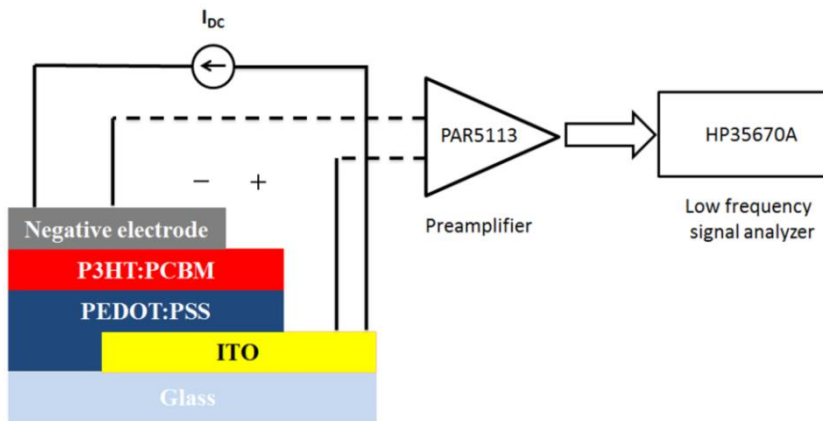 I_DC
PAR5113
HP35670A
− +
Preamplifier
Low frequency
signal analyzer
Negative electrode
P3HT:PCBM
PEDOT:PSS
ITO
Glass